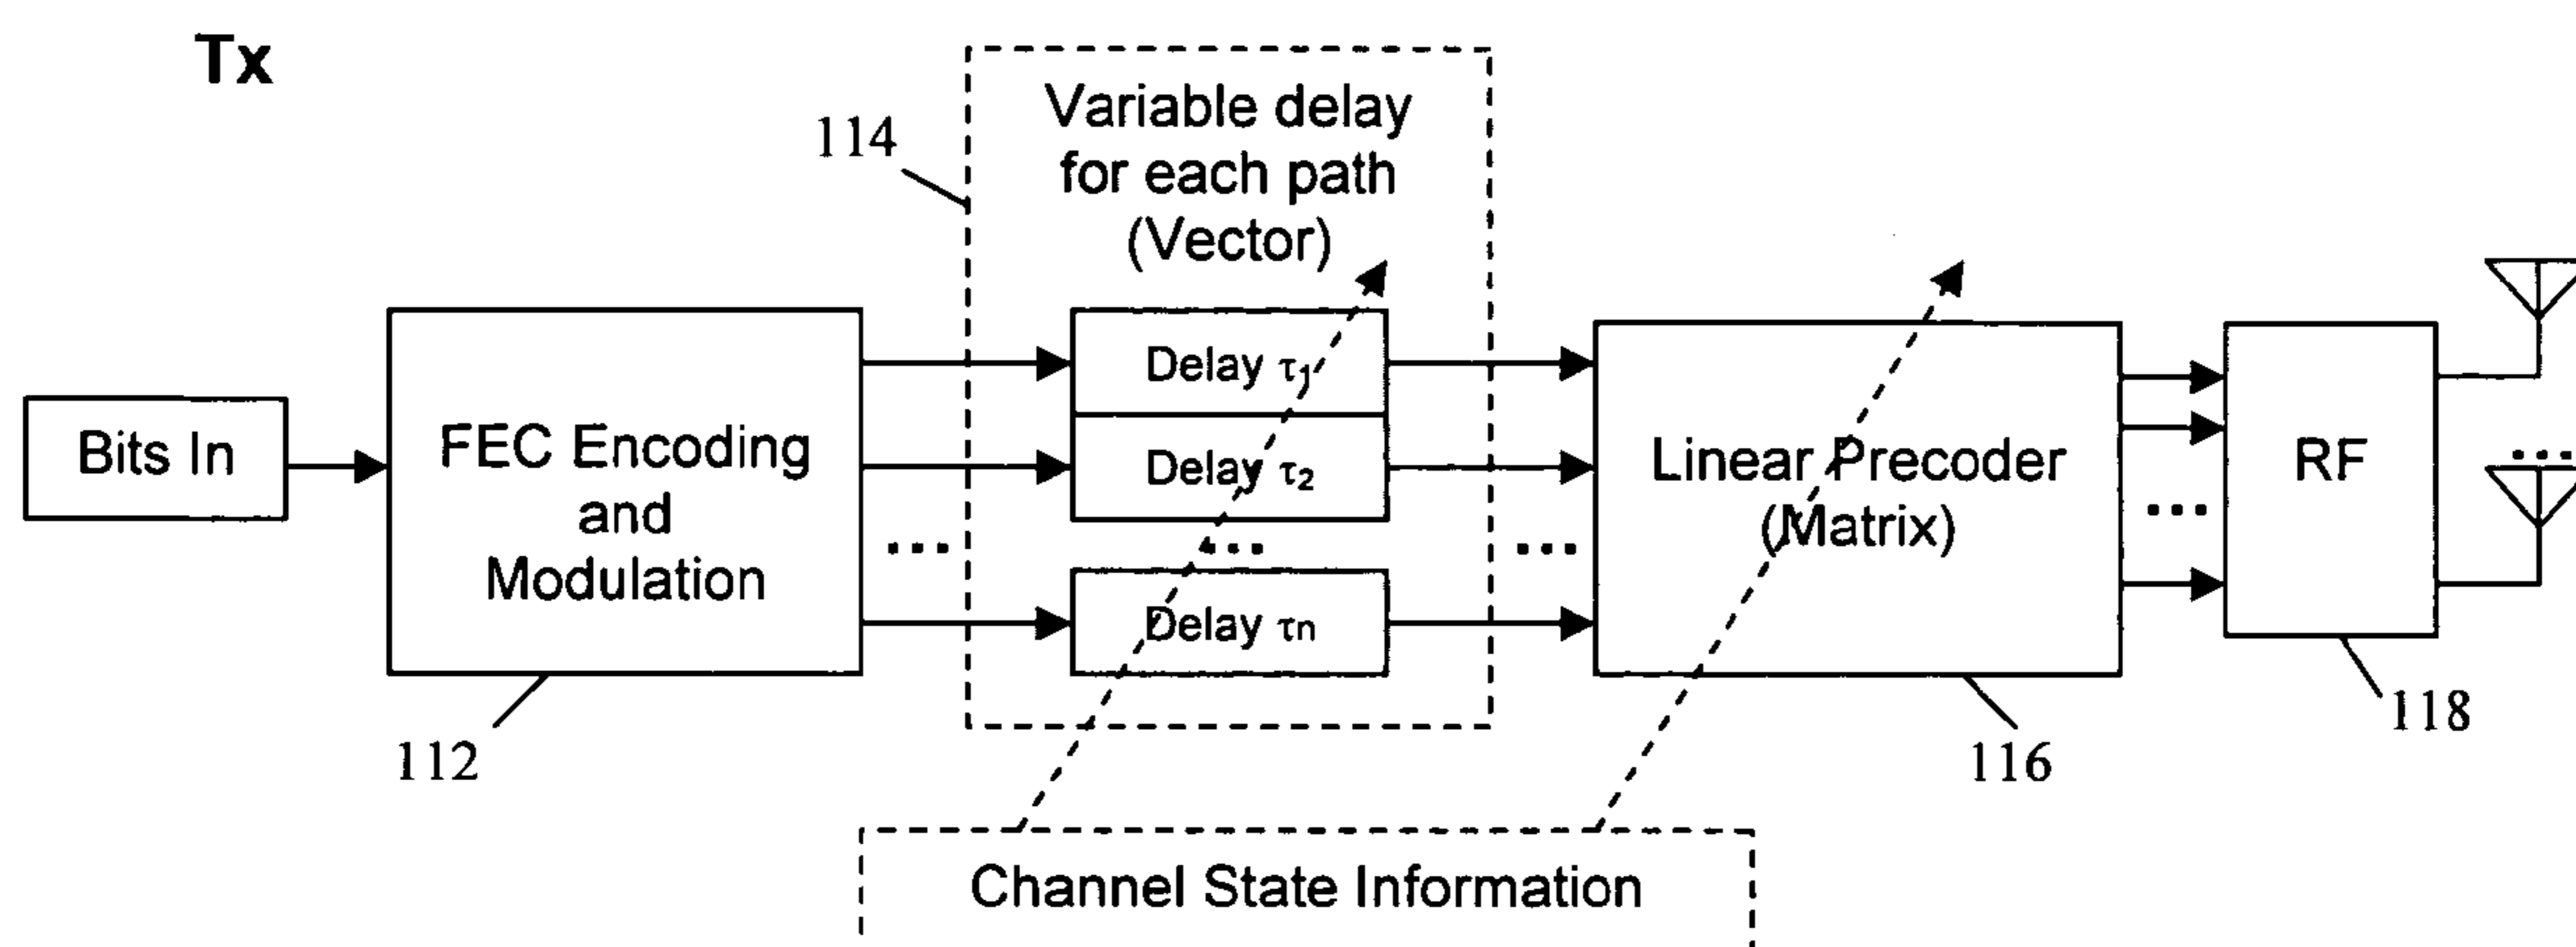 Tx
114
Variable delay
for each path
(Vector)
Bits In
FEC Encoding
and
Modulation
...
Delay τ₁
Delay τ₂
...
Delay τn
...
Linear Precoder
(Matrix)
...
RF
...
112
116
118
Channel State Information